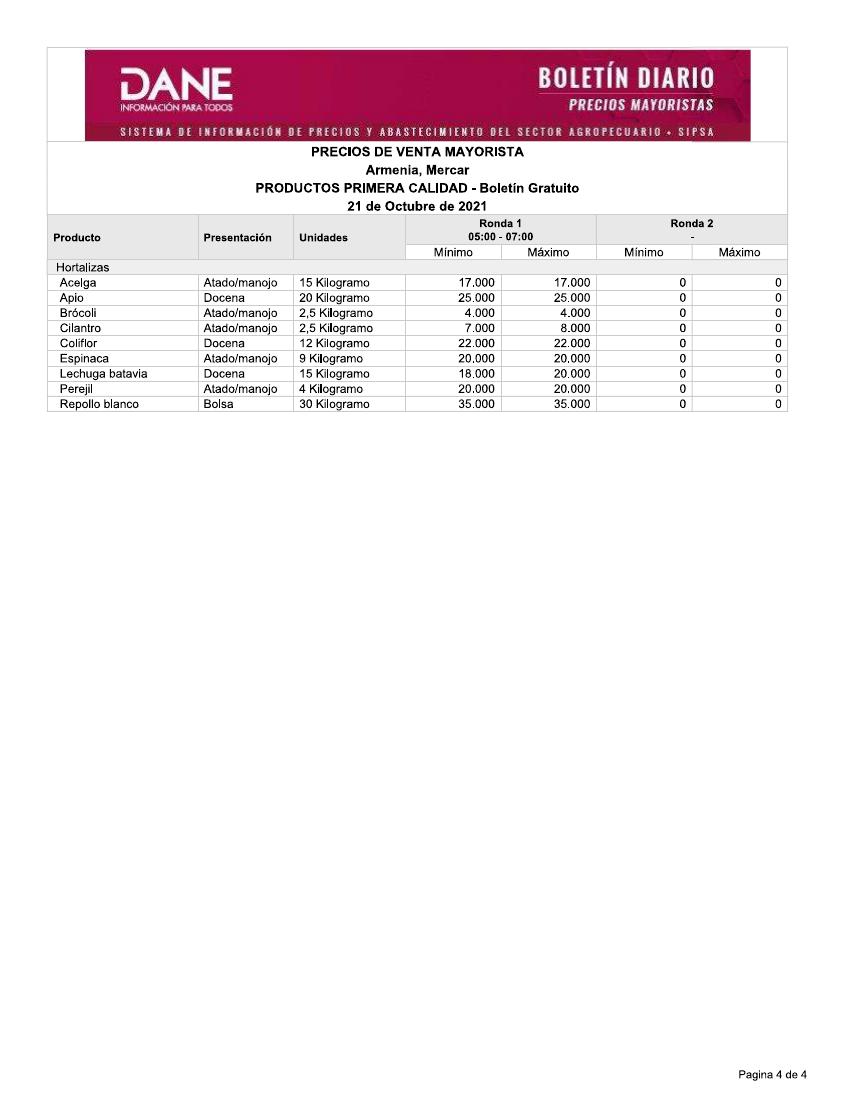 DANE
INFORMACIÓN PARA TODOS
BOLETÍN DIARIO
PRECIOS MAYORISTAS
SISTEMA DE INFORMACIÓN DE PRECIOS Y ABASTECIMIENTO DEL SECTOR AGROPECUARIO • SIPSA
PRECIOS DE VENTA MAYORISTA
Armenia, Mercar
PRODUCTOS PRIMERA CALIDAD - Boletín Gratuito
21 de Octubre de 2021
Producto Presentación Unidades Ronda 1 Ronda 2
05:00 - 07:00 -
Mínimo Máximo Mínimo Máximo
Hortalizas
Acelga Atado/manojo 15 Kilogramo 17.000 17.000 0 0
Apio Docena 20 Kilogramo 25.000 25.000 0 0
Brócoli Atado/manojo 2,5 Kilogramo 4.000 4.000 0 0
Cilantro Atado/manojo 2,5 Kilogramo 7.000 8.000 0 0
Coliflor Docena 12 Kilogramo 22.000 22.000 0 0
Espinaca Atado/manojo 9 Kilogramo 20.000 20.000 0 0
Lechuga batavia Docena 15 Kilogramo 18.000 20.000 0 0
Perejil Atado/manojo 4 Kilogramo 20.000 20.000 0 0
Repollo blanco Bolsa 30 Kilogramo 35.000 35.000 0 0
Pagina 4 de 4